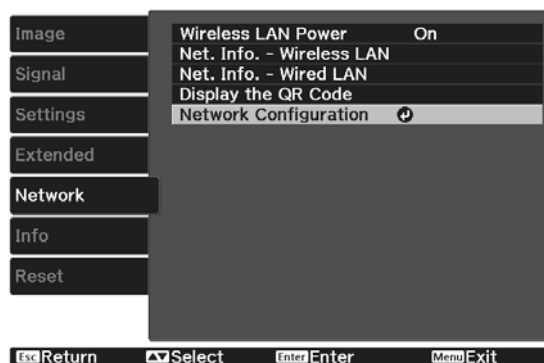 Image
Signal
Settings
Extended
Network
Info
Reset
Wireless LAN Power On
Net. Info. - Wireless LAN
Net. Info. - Wired LAN
Display the QR Code
Network Configuration
Esc Return Select Enter Enter Menu Exit